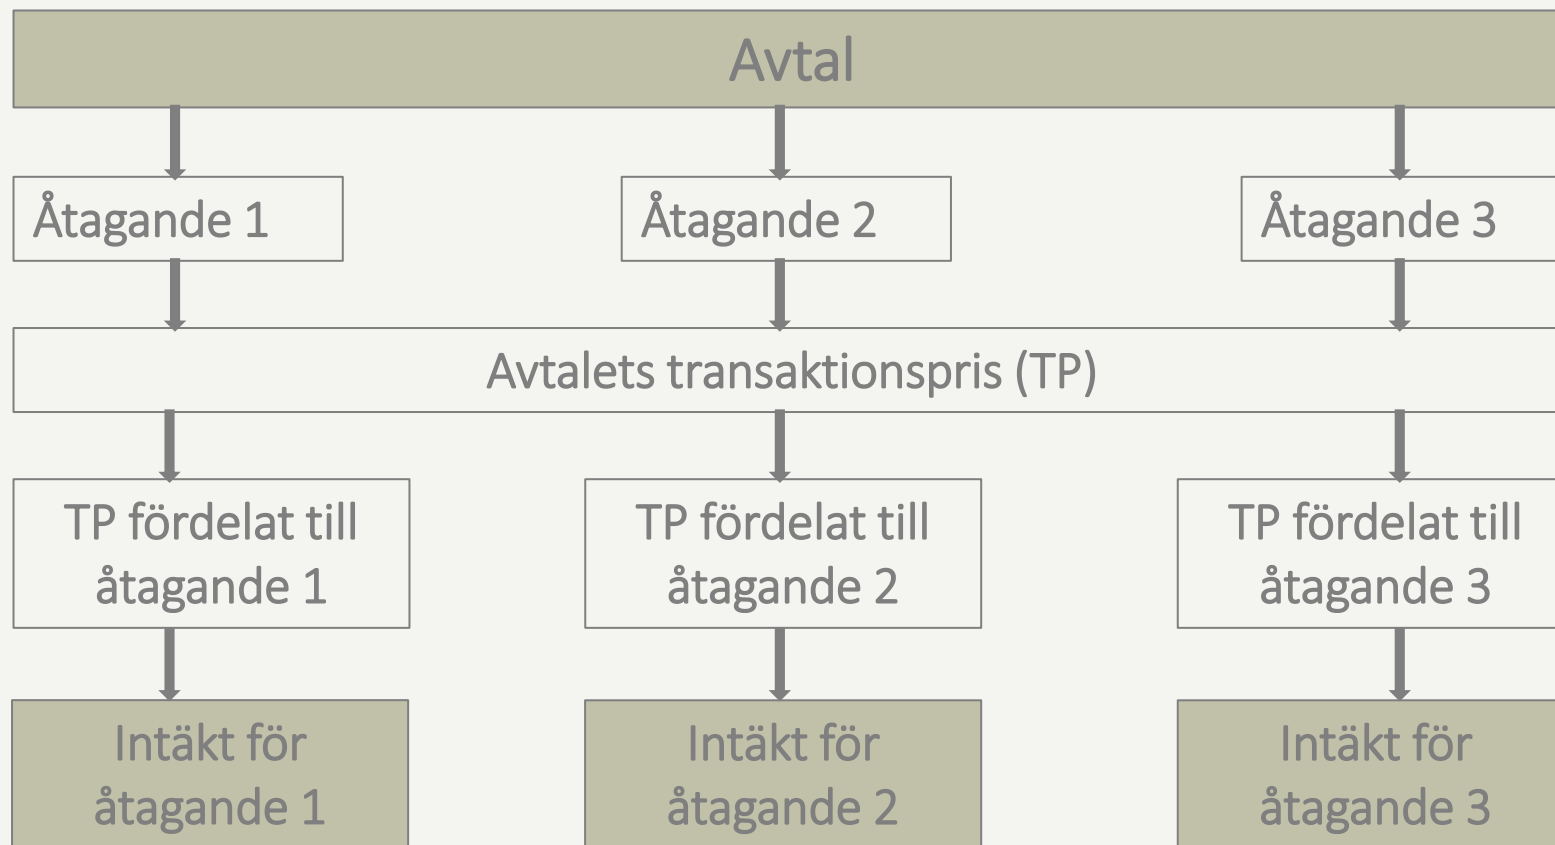 Avtal
Åtagande 1
Åtagande 2
Åtagande 3
Avtalets transaktionspris (TP)
TP fördelat till
åtagande 1
TP fördelat till
åtagande 2
TP fördelat till
åtagande 3
Intäkt för
åtagande 1
Intäkt för
åtagande 2
Intäkt för
åtagande 3